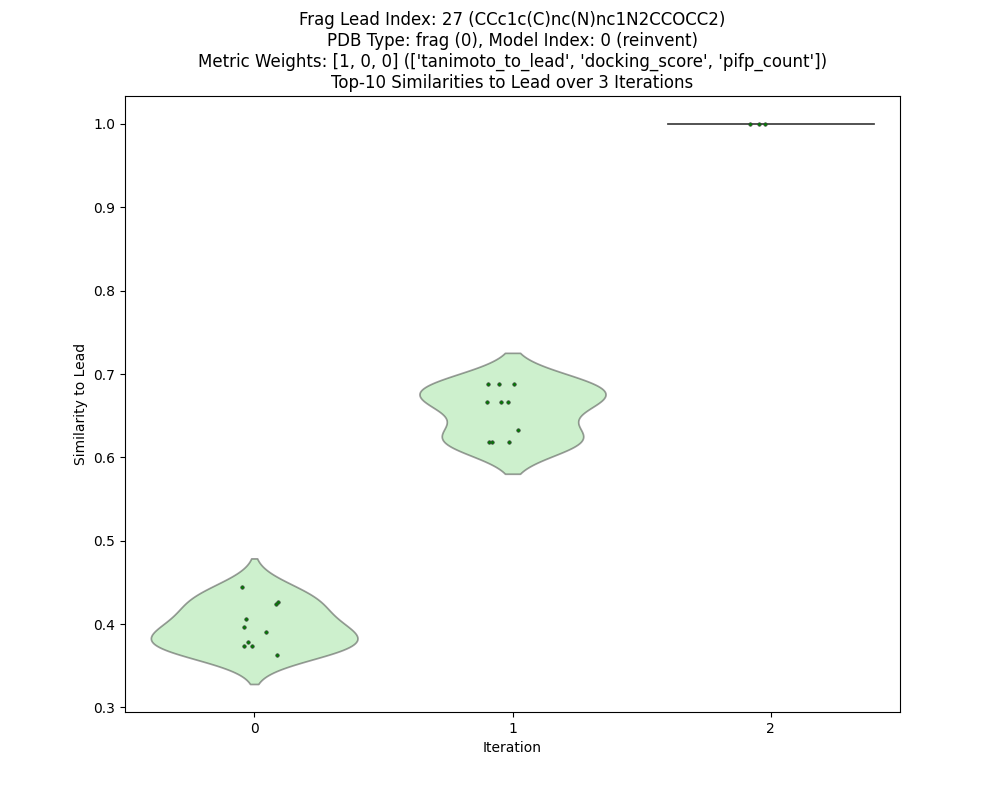 Frag Lead Index: 27 (CCc1c(C)nc(N)nc1N2CCOCC2)
PDB Type: frag (0), Model Index: 0 (reinvent)
Metric Weights: [1, 0, 0] (['tanimoto_to_lead', 'docking_score', 'pifp_count'])
Top-10 Similarities to Lead over 3 Iterations
1.0
0.9
0.8
0.7
0.6
0.5
0.4
0.3
Similarity to Lead
0 1 2
Iteration